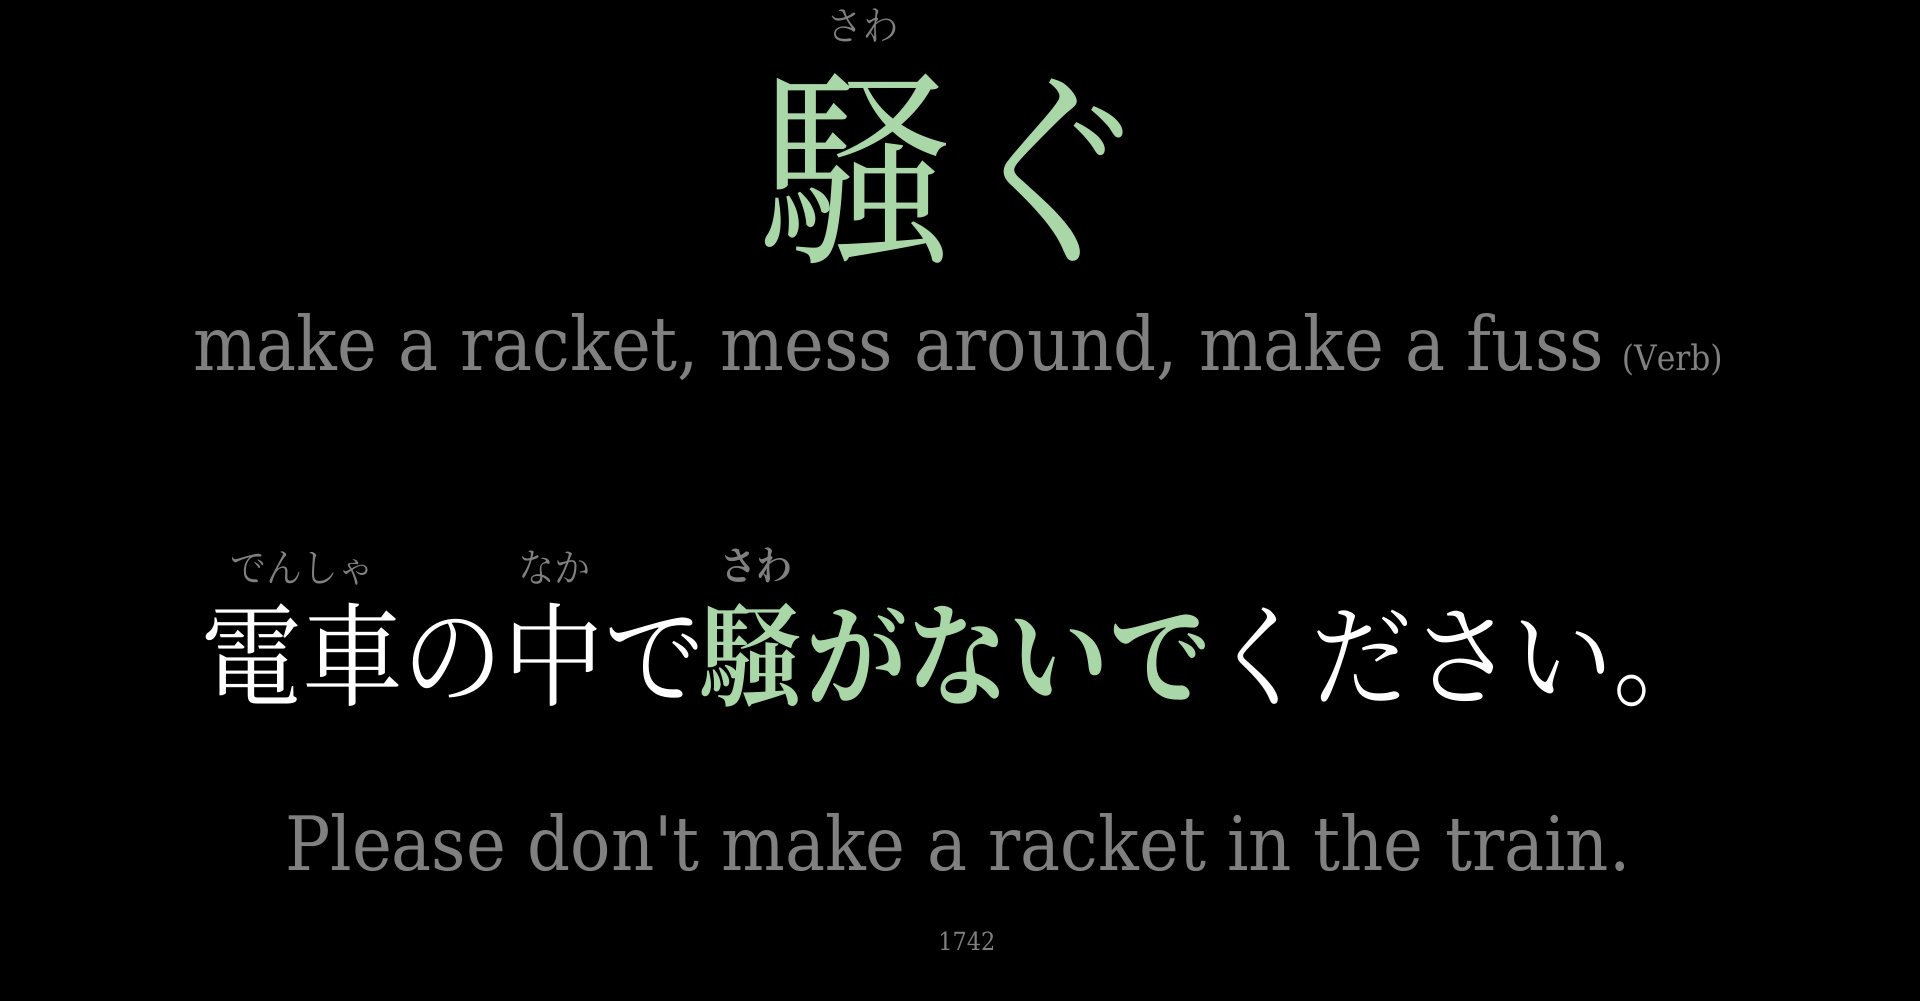 さわ
騒ぐ
make a racket, mess around, make a fuss (Verb)
でんしゃ なか さわ
電車の中で騒がないでください。
Please don't make a racket in the train.
1742